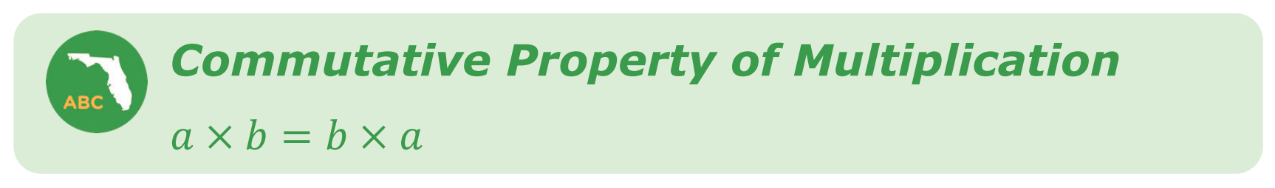 Commutative Property of Multiplication
ABC
a × b = b × a